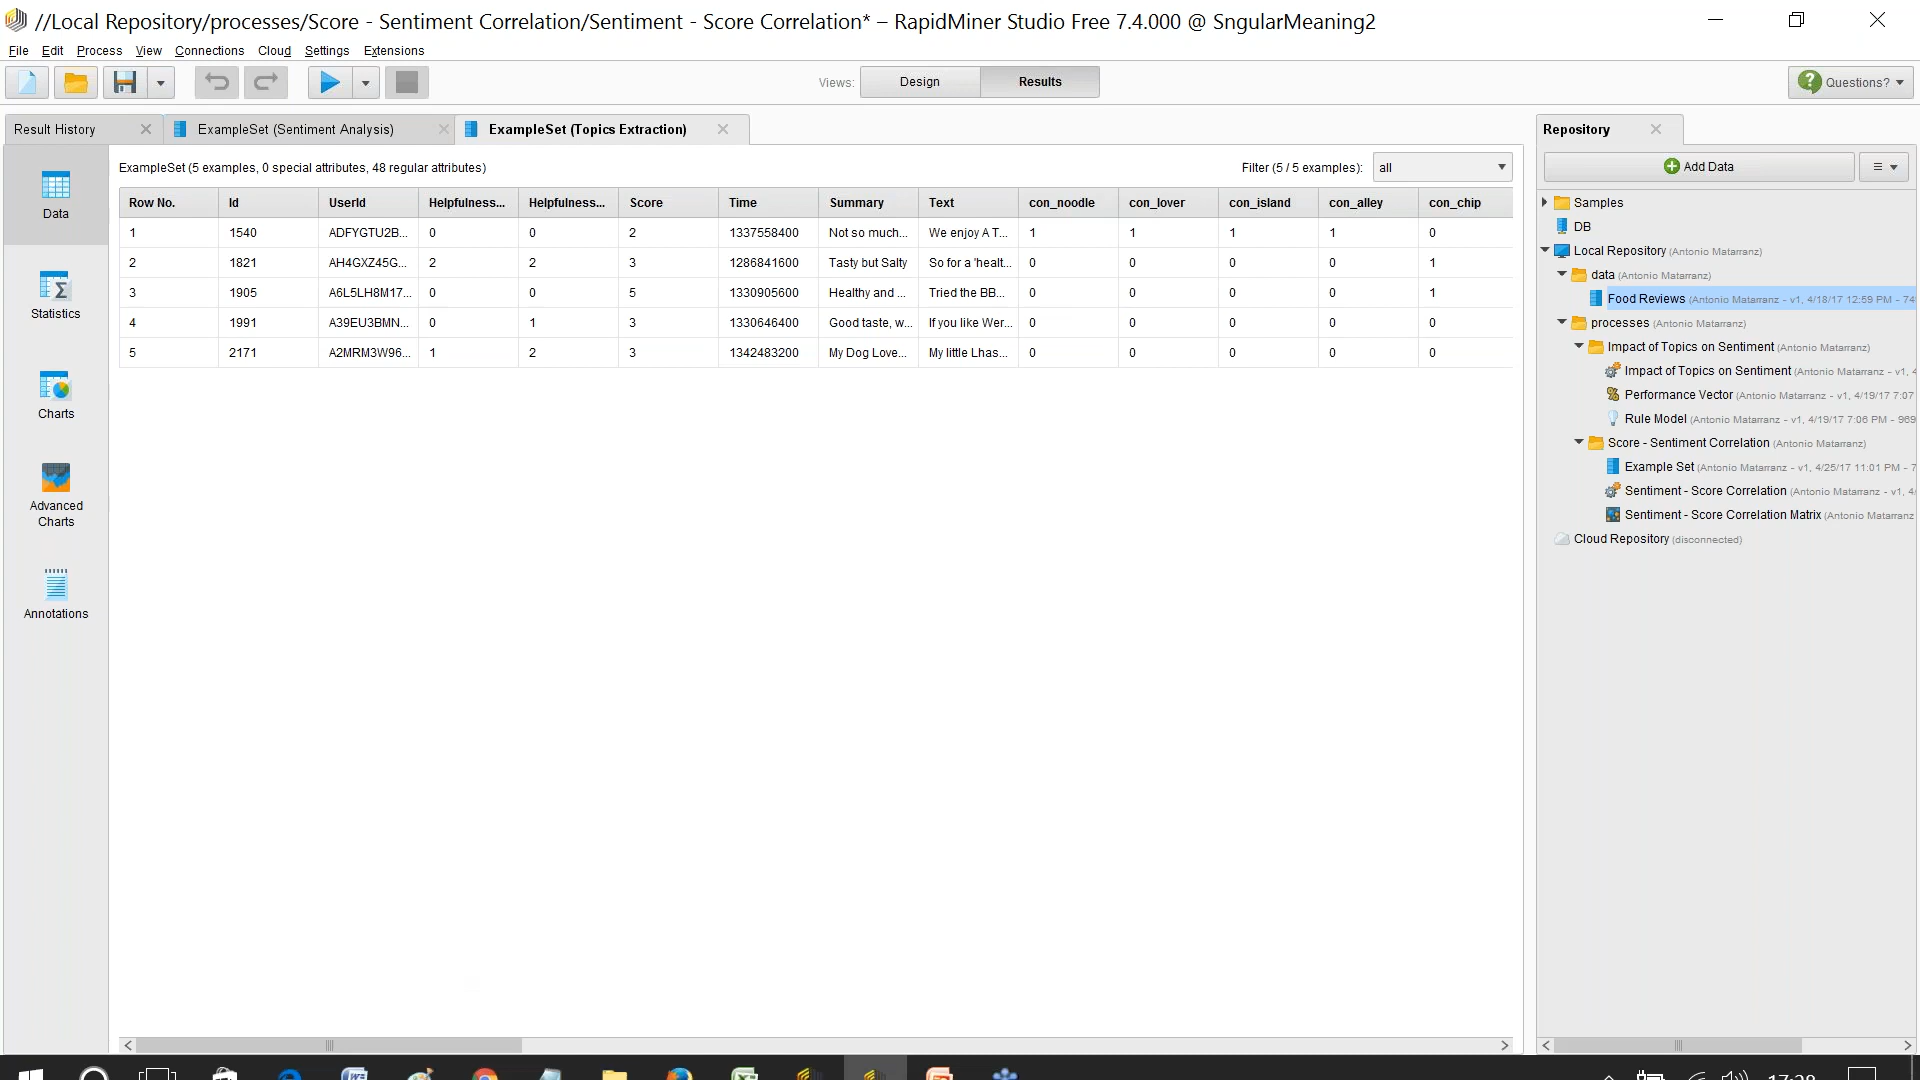 //Local Repository/processes/Score - Sentiment Correlation/Sentiment - Score Correlation* – RapidMiner Studio Free 7.4.000 @ SngularMeaning2
File Edit Process View Connections Cloud Settings Extensions
Views: Design Results
Questions?
Result History
ExampleSet (Sentiment Analysis)
ExampleSet (Topics Extraction)
Data
Statistics
Charts
Advanced
Charts
Annotations
ExampleSet (5 examples, 0 special attributes, 48 regular attributes)
Filter (5 / 5 examples): all
Row No. Id UserId Helpfulness... Helpfulness... Score Time Summary Text con_noodle con_lover con_island con_alley con_chip
1 1540 ADFYGTU2B... 0 0 2 1337558400 Not so much... We enjoy A T... 1 1 1 1 0
2 1821 AH4GXZ45G... 2 2 3 1286841600 Tasty but Salty So for a 'healt... 0 0 0 0 1
3 1905 A6L5LH8M17... 0 0 5 1330905600 Healthy and ... Tried the BB... 0 0 0 0 1
4 1991 A39EU3BMN... 0 1 3 1330646400 Good taste, w... If you like Wer... 0 0 0 0 0
5 2171 A2MRM3W96... 1 2 3 1342483200 My Dog Love... My little Lhas... 0 0 0 0 0
Repository
Add Data
Samples
DB
Local Repository (Antonio Matarranz)
data (Antonio Matarranz)
Food Reviews (Antonio Matarranz - v1, 4/18/17 12:59 PM - 74
processes (Antonio Matarranz)
Impact of Topics on Sentiment (Antonio Matarranz)
Impact of Topics on Sentiment (Antonio Matarranz - v1, 4
Performance Vector (Antonio Matarranz - v1, 4/19/17 7:07
Rule Model (Antonio Matarranz - v1, 4/19/17 7:06 PM - 969
Score - Sentiment Correlation (Antonio Matarranz)
Example Set (Antonio Matarranz - v1, 4/25/17 11:01 PM - 7
Sentiment - Score Correlation (Antonio Matarranz - v1, 4/
Sentiment - Score Correlation Matrix (Antonio Matarranz
Cloud Repository (disconnected)